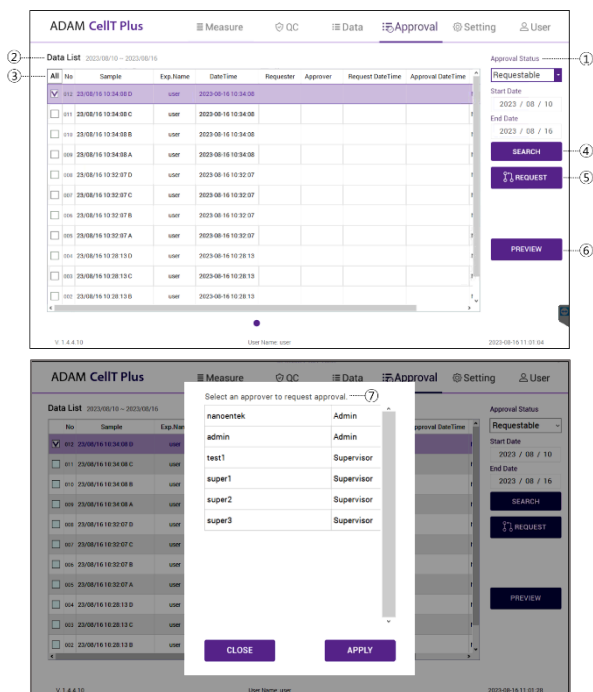 ADAM CellT Plus Measure QC Data Approval Setting User
② Data List 2023/08/10 ~ 2023/08/16 Approval Status ①
③ All No Sample Exp.Name DateTime Requester Approver Request DateTime Approval DateTime Requestable
012 23/08/16 10:34:08 D user 2023-08-16 10:34:08 Start Date
2023 / 08 / 10
011 23/08/16 10:34:08 C user 2023-08-16 10:34:08 End Date
010 23/08/16 10:34:08 B user 2023-08-16 10:34:08 2023 / 08 / 16
009 23/08/16 10:34:08 A user 2023-08-16 10:34:08 SEARCH ④
008 23/08/16 10:32:07 D user 2023-08-16 10:32:07 REQUEST ⑤
007 23/08/16 10:32:07 C user 2023-08-16 10:32:07
006 23/08/16 10:32:07 B user 2023-08-16 10:32:07
005 23/08/16 10:32:07 A user 2023-08-16 10:32:07
004 23/08/16 10:28:13 D user 2023-08-16 10:28:13 PREVIEW ⑥
003 23/08/16 10:28:13 C user 2023-08-16 10:28:13
002 23/08/16 10:28:13 B user 2023-08-16 10:28:13
V. 1.4.4.10 User Name: user 2023-08-16 11:01:04
ADAM CellT Plus Measure QC Data Approval Setting User
Data List 2023/08/10 ~ 2023/08/16 Select an approver to request approval. ⑦ Approval Status
No Sample Exp.Nam pproval DateTime Requestable
nanoentek Admin
admin Admin
test1 Supervisor
super1 Supervisor
super2 Supervisor
super3 Supervisor
012 23/08/16 10:34:08 D user Start Date
2023 / 08 / 10
011 23/08/16 10:34:08 C user End Date
010 23/08/16 10:34:08 B user 2023 / 08 / 16
009 23/08/16 10:34:08 A user SEARCH
008 23/08/16 10:32:07 D user REQUEST
007 23/08/16 10:32:07 C user
006 23/08/16 10:32:07 B user
005 23/08/16 10:32:07 A user
004 23/08/16 10:28:13 D user PREVIEW
003 23/08/16 10:28:13 C user
002 23/08/16 10:28:13 B user
CLOSE APPLY
V. 1.4.4.10 User Name: user 2023-08-16 11:01:38